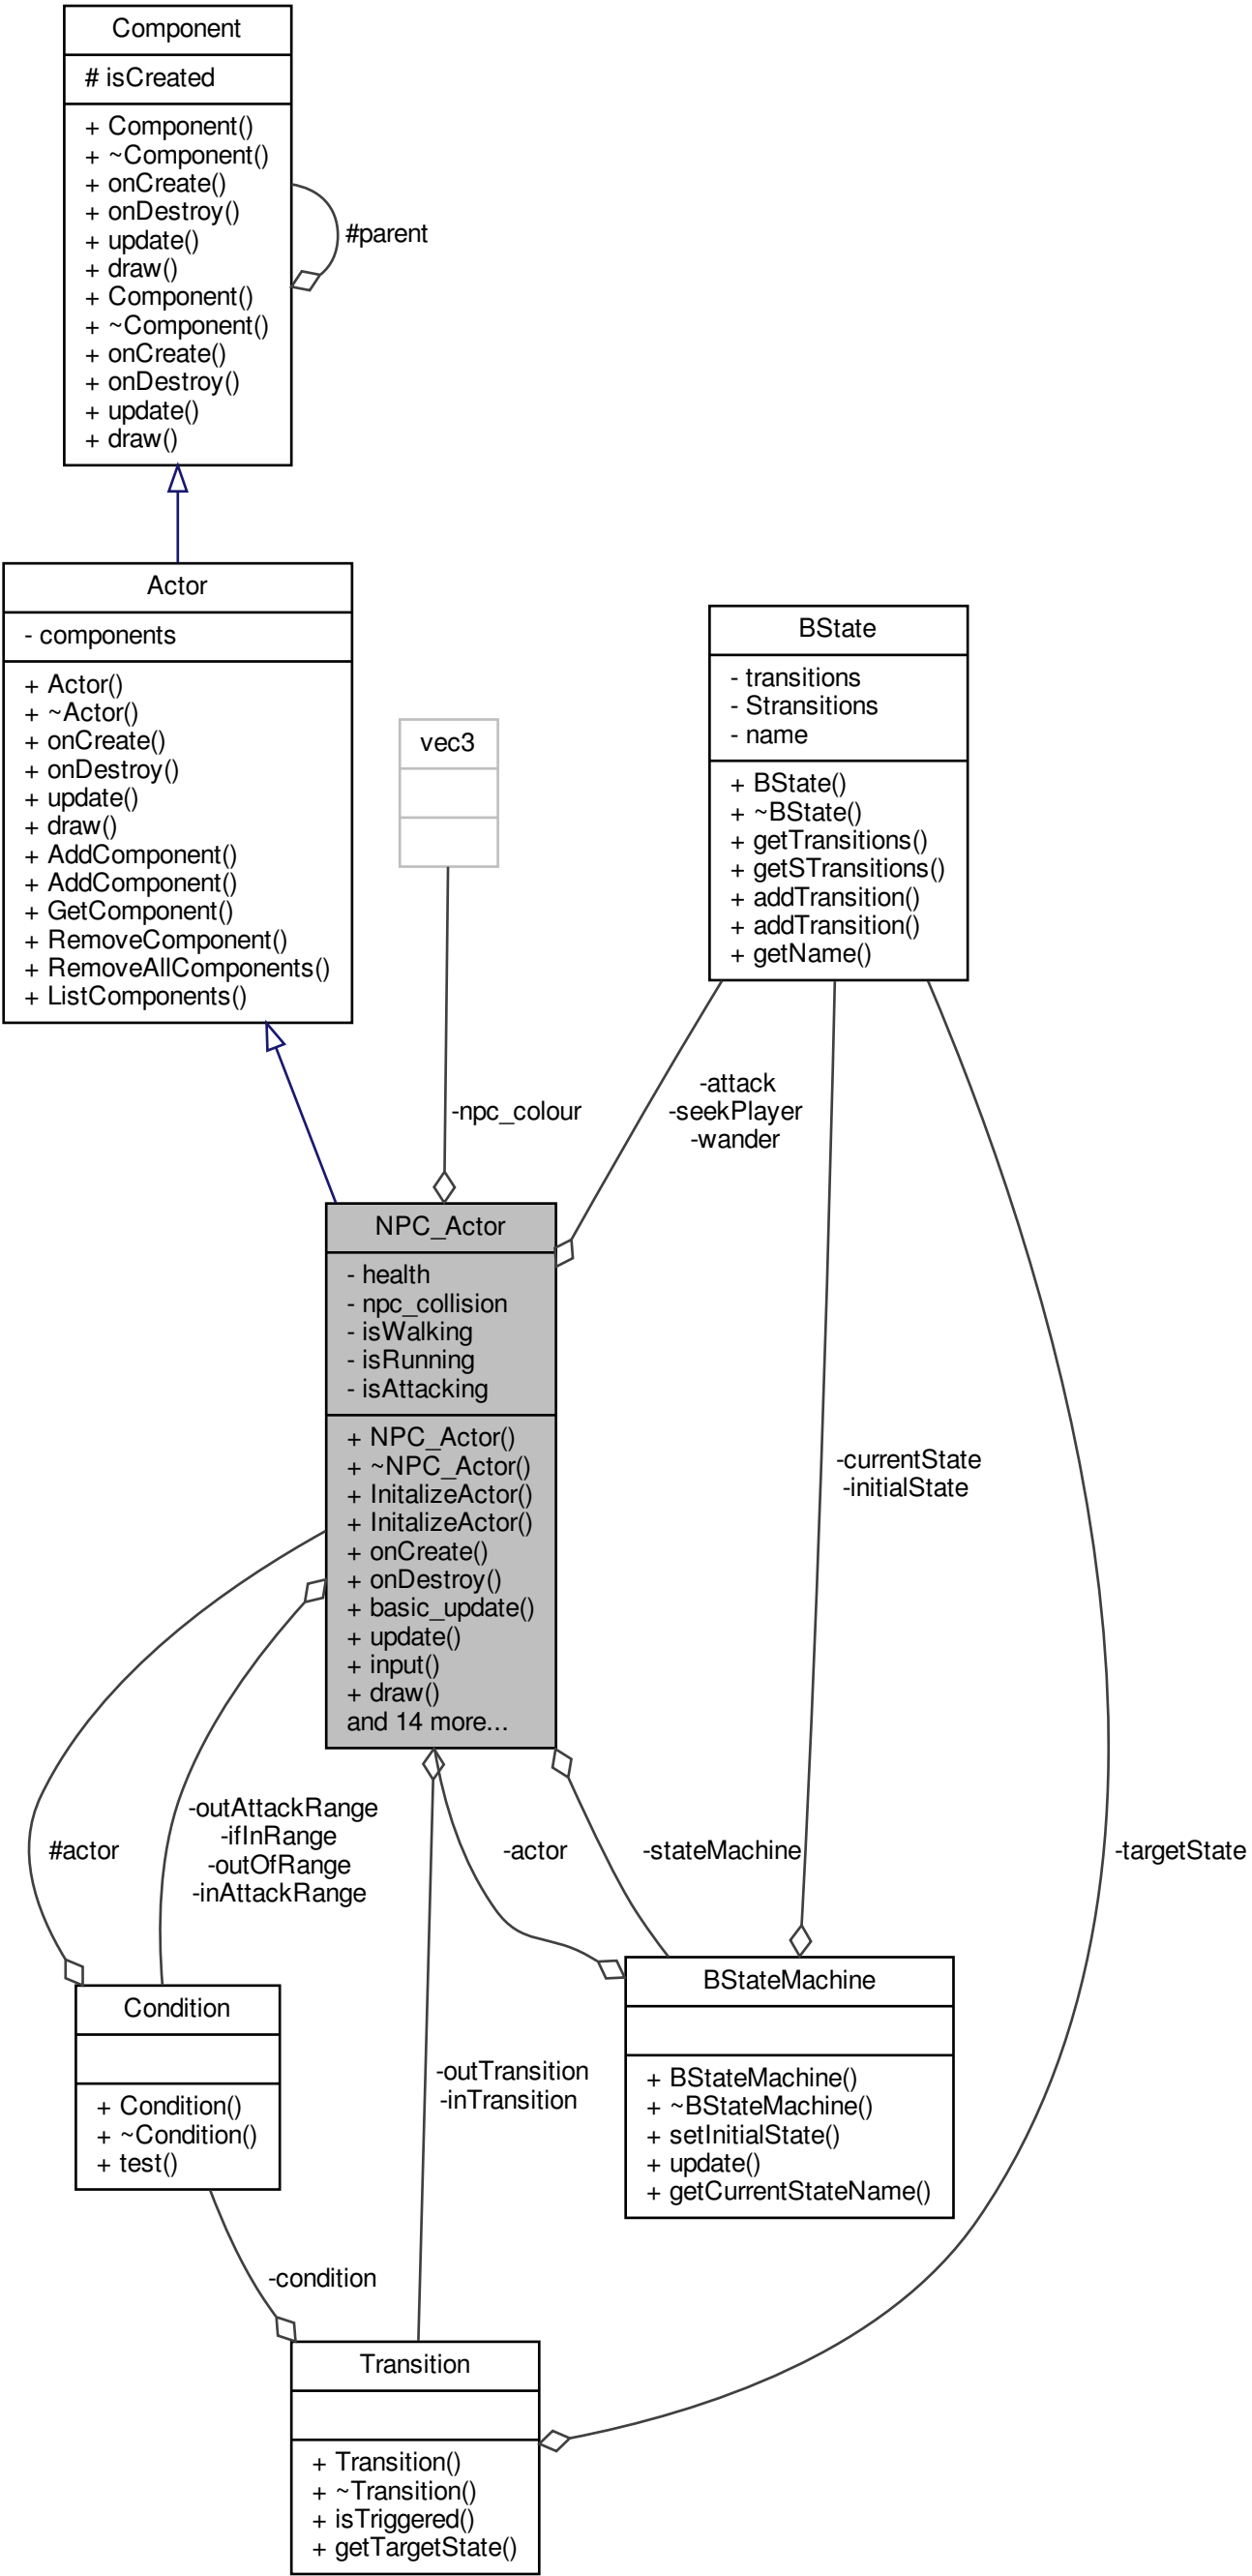 Component
# isCreated
+ Component()
+ ~Component()
+ onCreate()
+ onDestroy()
+ update()
+ draw()
+ Component()
+ ~Component()
+ onCreate()
+ onDestroy()
+ update()
+ draw()
#parent
Actor
- components
+ Actor()
+ ~Actor()
+ onCreate()
+ onDestroy()
+ update()
+ draw()
+ AddComponent()
+ AddComponent()
+ GetComponent()
+ RemoveComponent()
+ RemoveAllComponents()
+ ListComponents()
vec3
BState
- transitions
- Stransitions
- name
+ BState()
+ ~BState()
+ getTransitions()
+ getSTransitions()
+ addTransition()
+ addTransition()
+ getName()
-npc_colour
-attack
-seekPlayer
-wander
NPC_Actor
- health
- npc_collision
- isWalking
- isRunning
- isAttacking
+ NPC_Actor()
+ ~NPC_Actor()
+ InitalizeActor()
+ InitalizeActor()
+ onCreate()
+ onDestroy()
+ basic_update()
+ update()
+ input()
+ draw()
and 14 more...
-currentState
-initialState
#actor
-outAttackRange
-ifInRange
-outOfRange
-inAttackRange
-actor
-stateMachine
-targetState
Condition
+ Condition()
+ ~Condition()
+ test()
-outTransition
-inTransition
BStateMachine
+ BStateMachine()
+ ~BStateMachine()
+ setInitialState()
+ update()
+ getCurrentStateName()
-condition
Transition
+ Transition()
+ ~Transition()
+ isTriggered()
+ getTargetState()